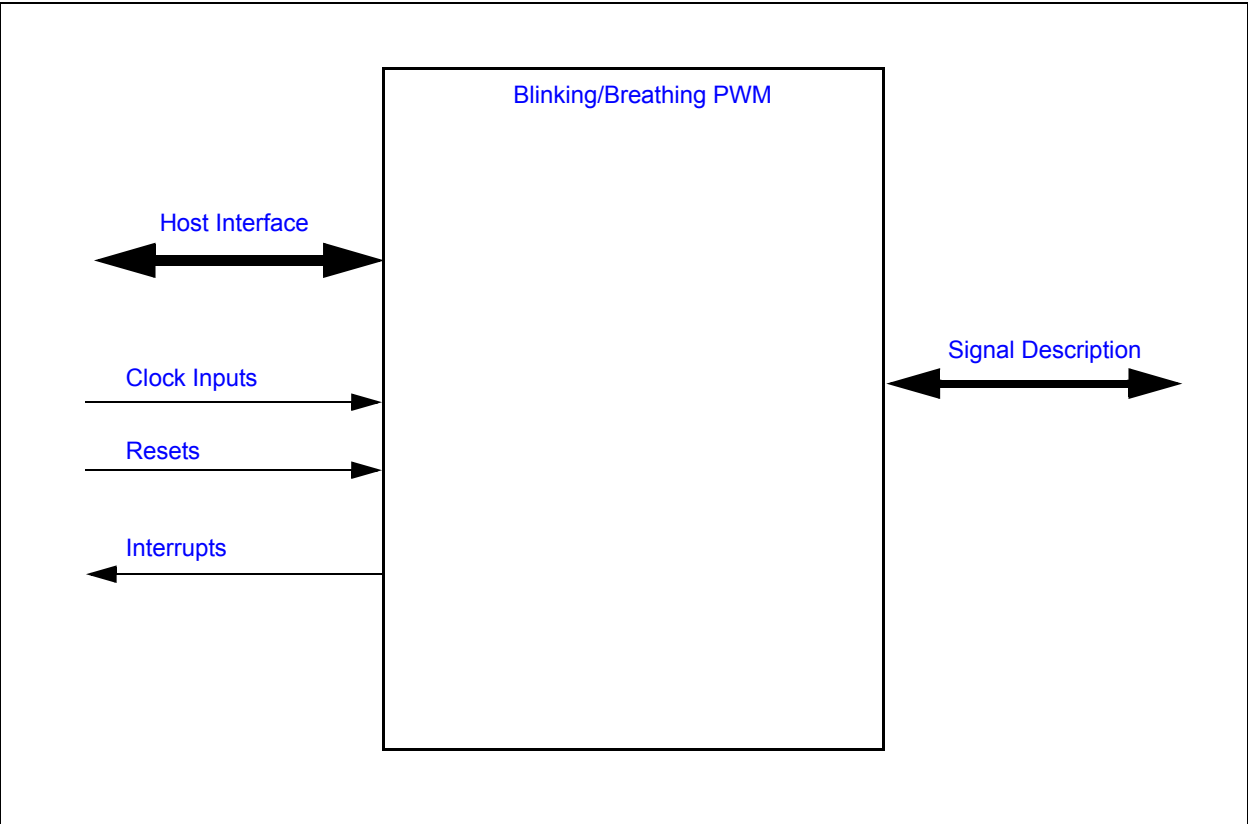 Blinking/Breathing PWM
Host Interface
Signal Description
Clock Inputs
Resets
Interrupts